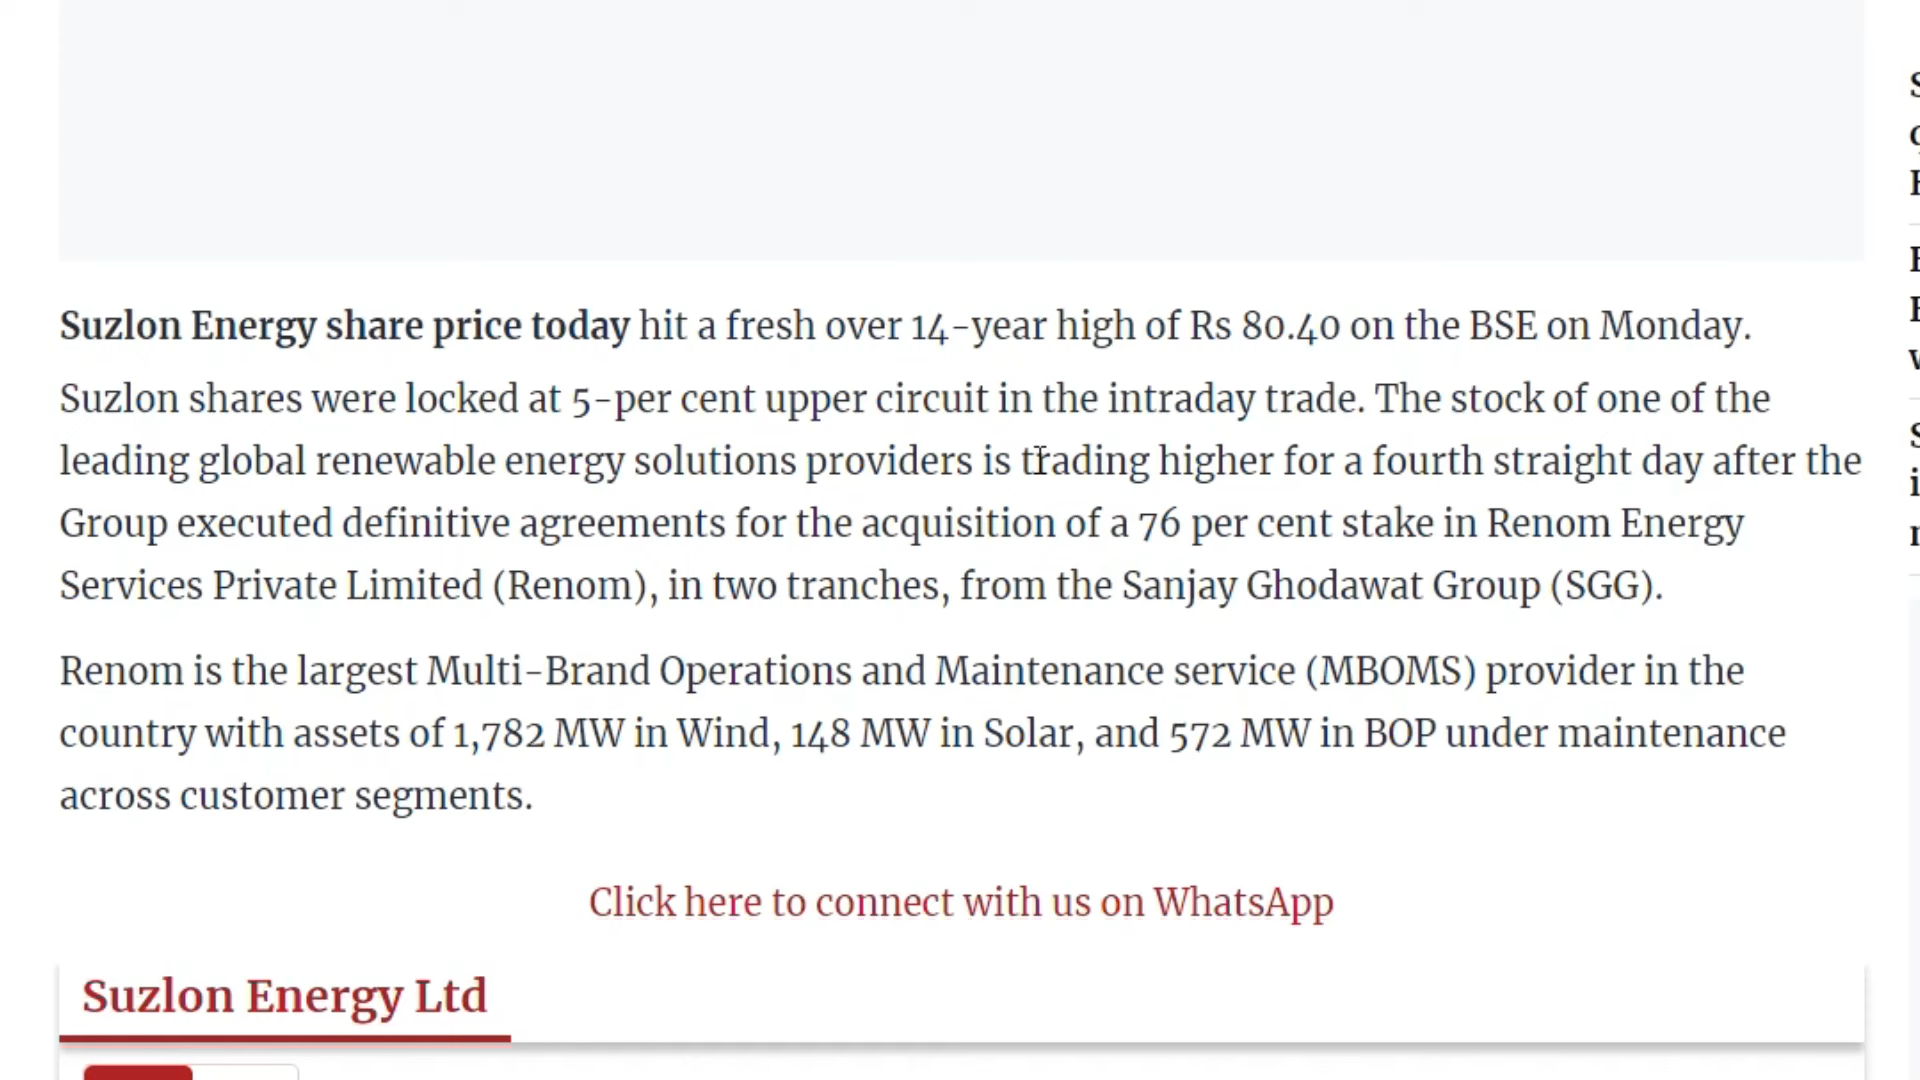 Suzlon Energy share price today hit a fresh over 14-year high of Rs 80.40 on the BSE on Monday.
Suzlon shares were locked at 5-per cent upper circuit in the intraday trade. The stock of one of the
leading global renewable energy solutions providers is trading higher for a fourth straight day after the
Group executed definitive agreements for the acquisition of a 76 per cent stake in Renom Energy
Services Private Limited (Renom), in two tranches, from the Sanjay Ghodawat Group (SGG).
Renom is the largest Multi-Brand Operations and Maintenance service (MBOMS) provider in the
country with assets of 1,782 MW in Wind, 148 MW in Solar, and 572 MW in BOP under maintenance
across customer segments.
Click here to connect with us on WhatsApp
Suzlon Energy Ltd